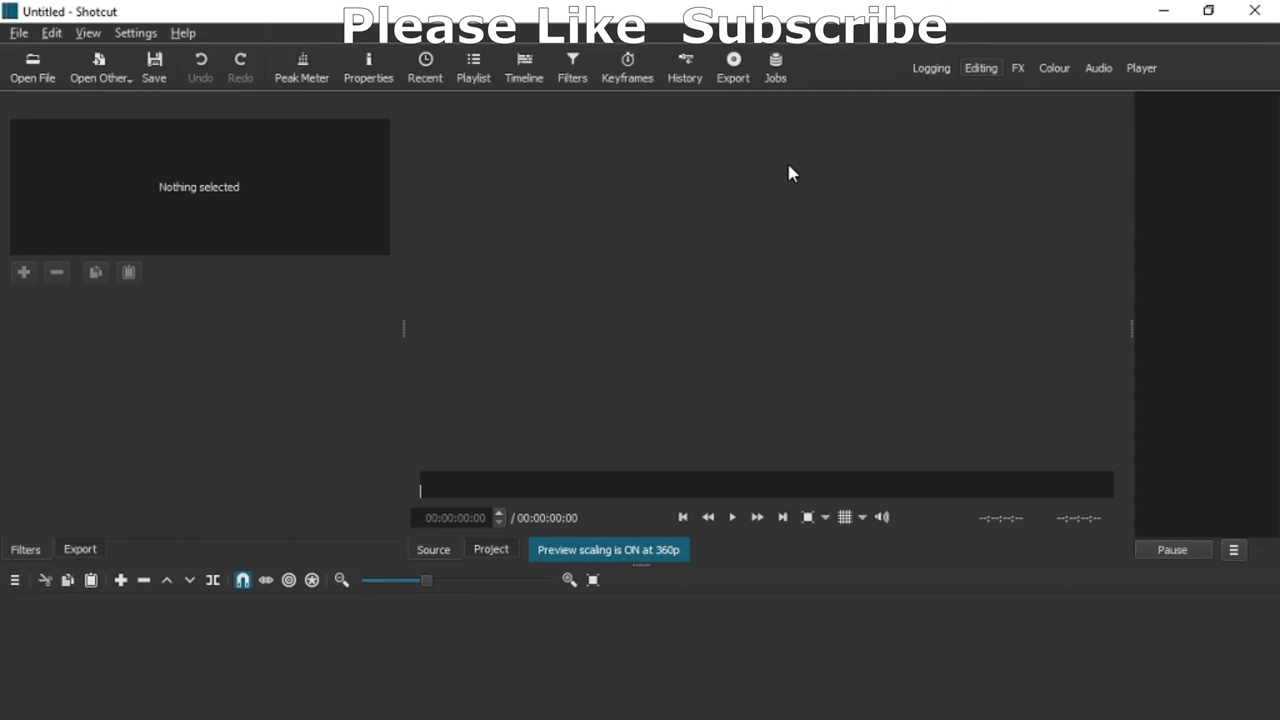 Untitled - Shotcut
Please Like Subscribe
File Edit View Settings Help
Open File Open Other... Save Undo Redo Peak Meter Properties Recent Playlist Timeline Filters Keyframes History Export Jobs
Logging Editing FX Colour Audio Player
Nothing selected
00:00:00:00 / 00:00:00:00 --:--:--:-- --:--:--:--
Filters Export
Source Project Preview scaling is ON at 360p
Pause